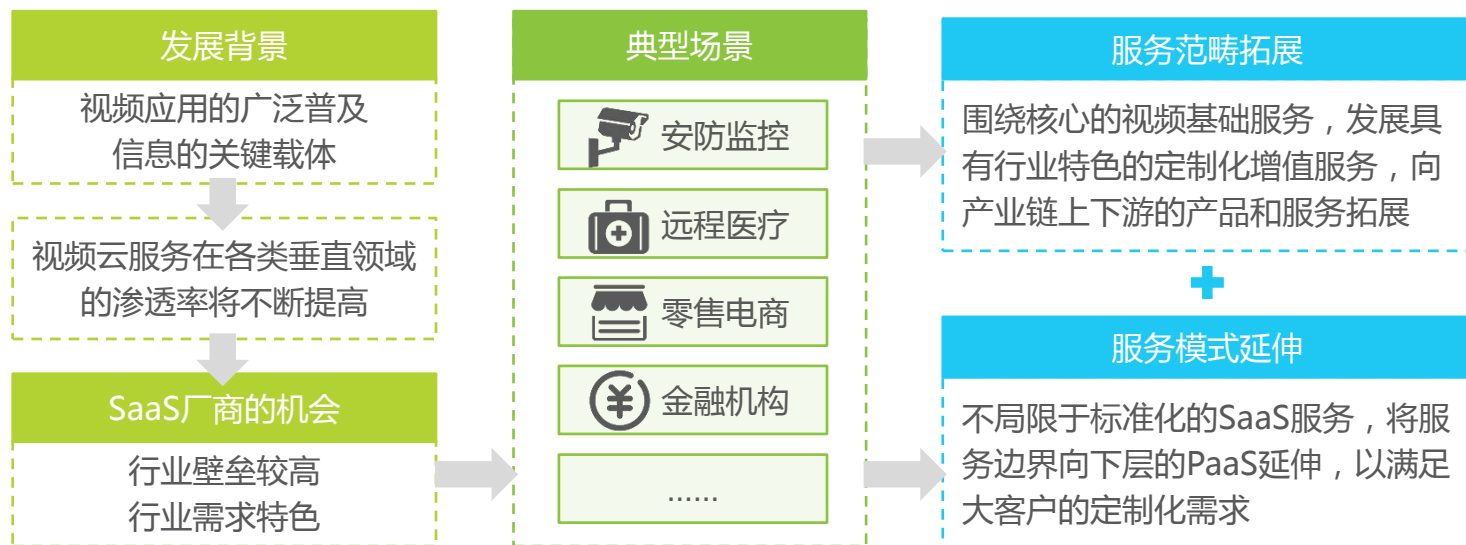 发展背景
视频应用的广泛普及
信息的关键载体
视频云服务在各类垂直领域
的渗透率将不断提高
SaaS厂商的机会
行业壁垒较高
行业需求特色
典型场景
安防监控
远程医疗
零售电商
金融机构
......
服务范畴拓展
围绕核心的视频基础服务，发展具
有行业特色的定制化增值服务，向
产业链上下游的产品和服务拓展
服务模式延伸
不局限于标准化的SaaS服务，将服
务边界向下层的PaaS延伸，以满足
大客户的定制化需求